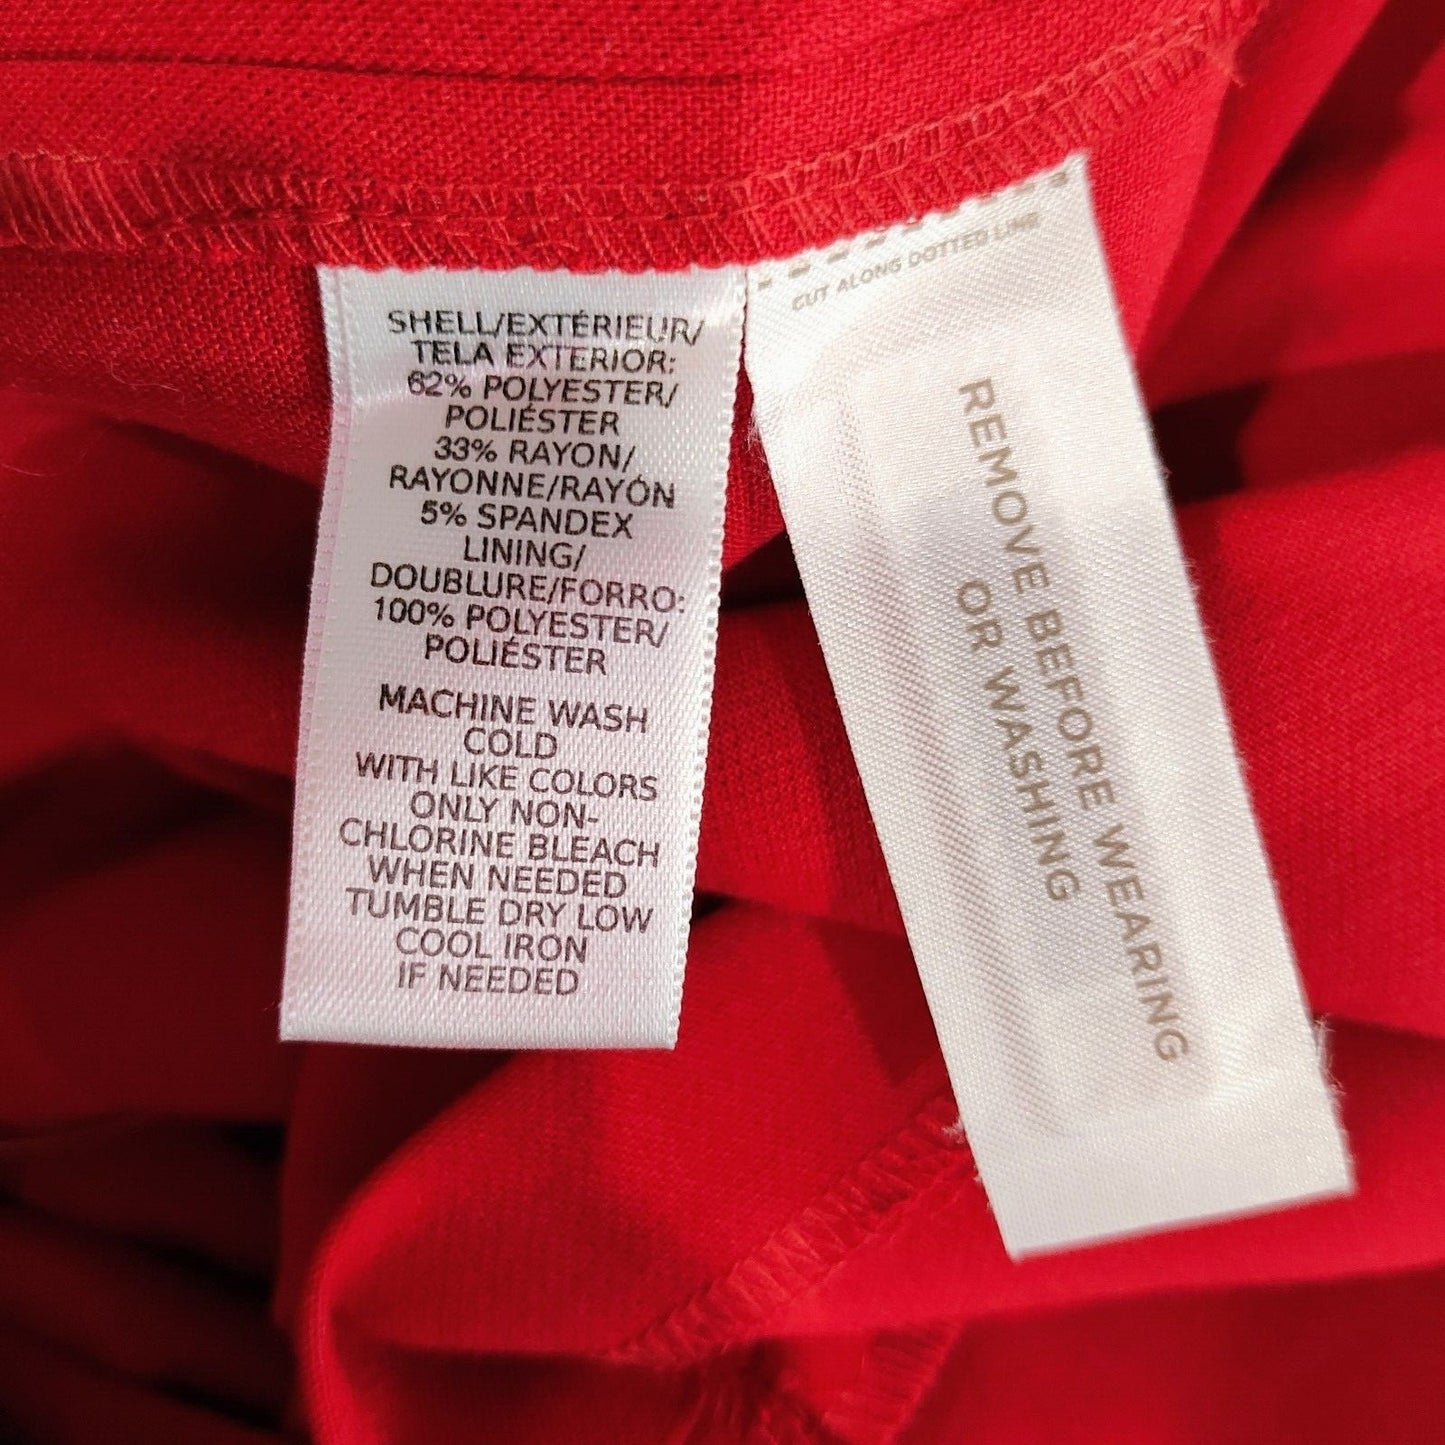 SHELL/EXTÉRIEUR/
TELA EXTERIOR:
62% POLYESTER/
POLIÉSTER
33% RAYON/
RAYONNE/RAYÓN
5% SPANDEX
LINING/
DOUBLURE/FORRO:
100% POLYESTER/
POLIÉSTER
MACHINE WASH
COLD
WITH LIKE COLORS
ONLY NON-
CHLORINE BLEACH
WHEN NEEDED
TUMBLE DRY LOW
COOL IRON
IF NEEDED
CUT ALONG DOTTED LINE
REMOVE BEFORE WEARING
OR WASHING